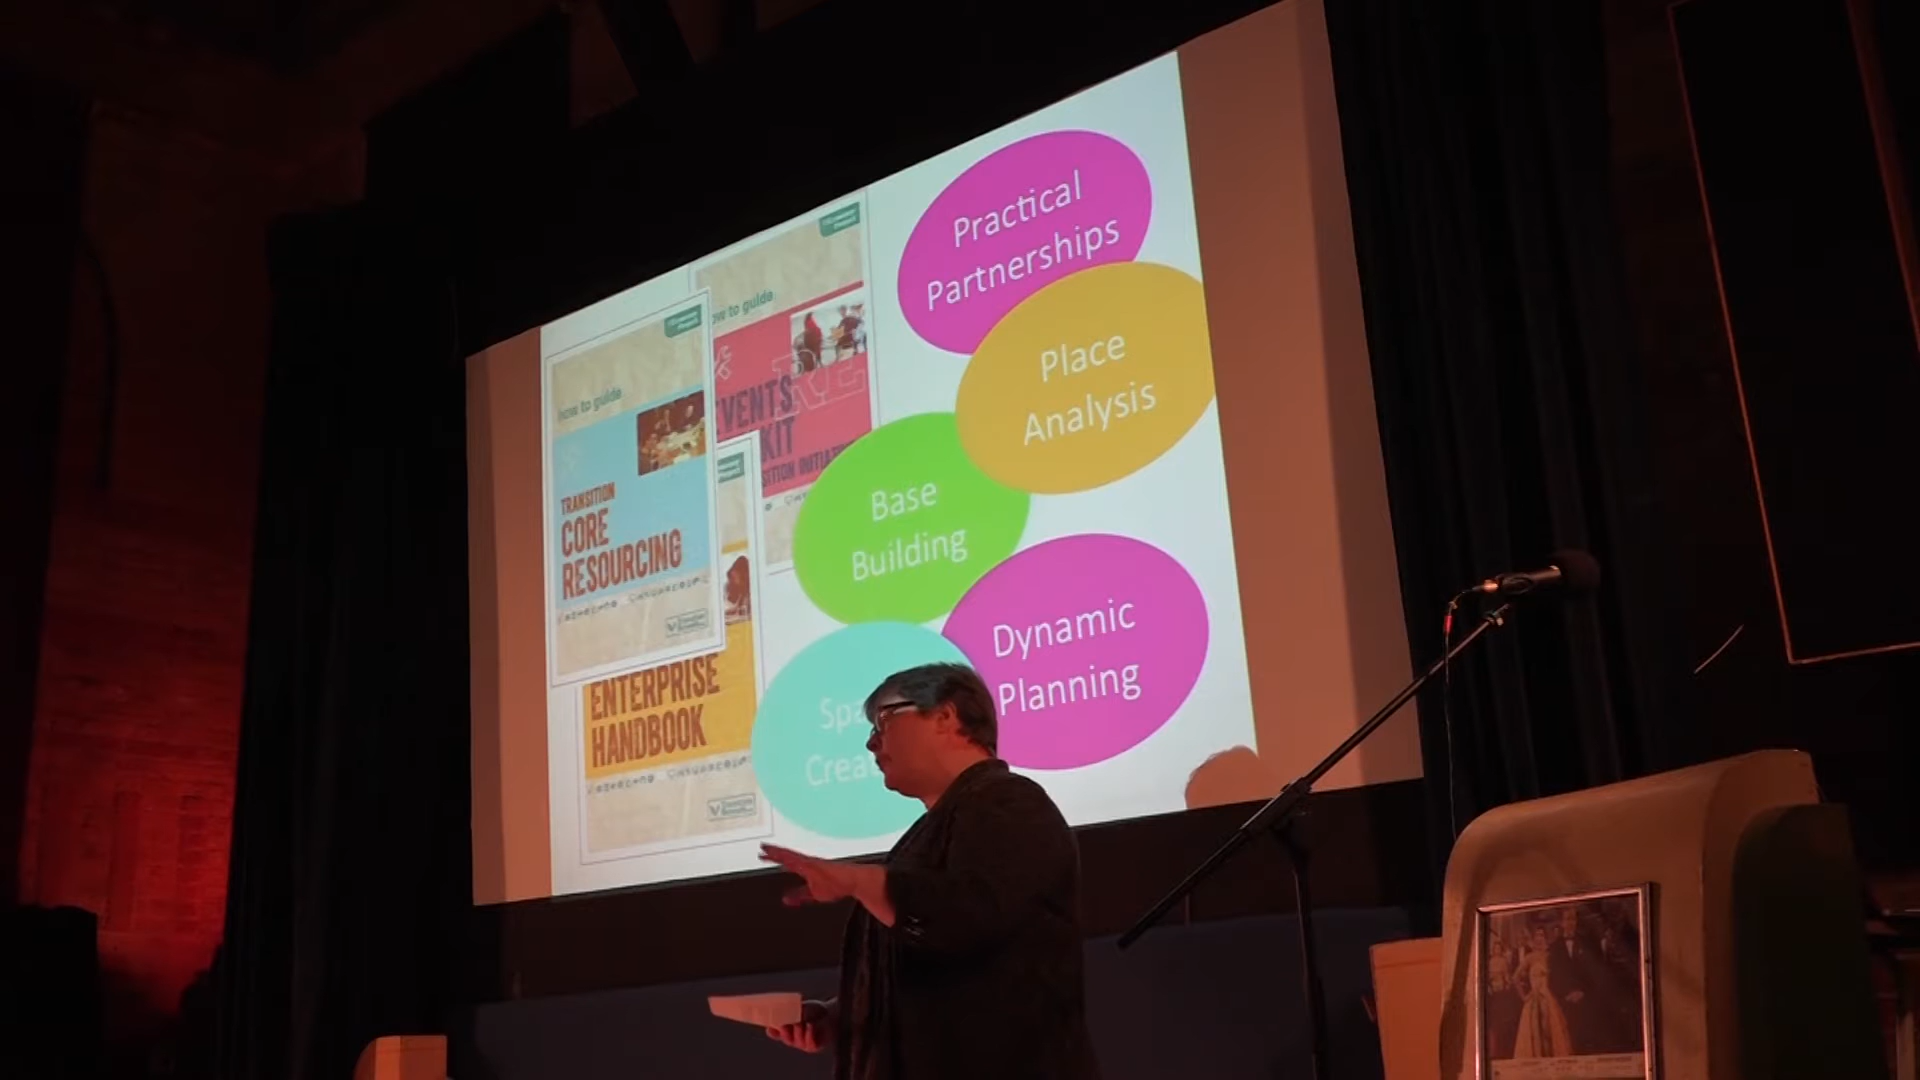 how to guide
TRANSITION
CORE
RESOURCING
to guide
EVENTS
KIT
ENTERPRISE
HANDBOOK
Practical
Partnerships
Place
Analysis
Base
Building
Dynamic
Planning